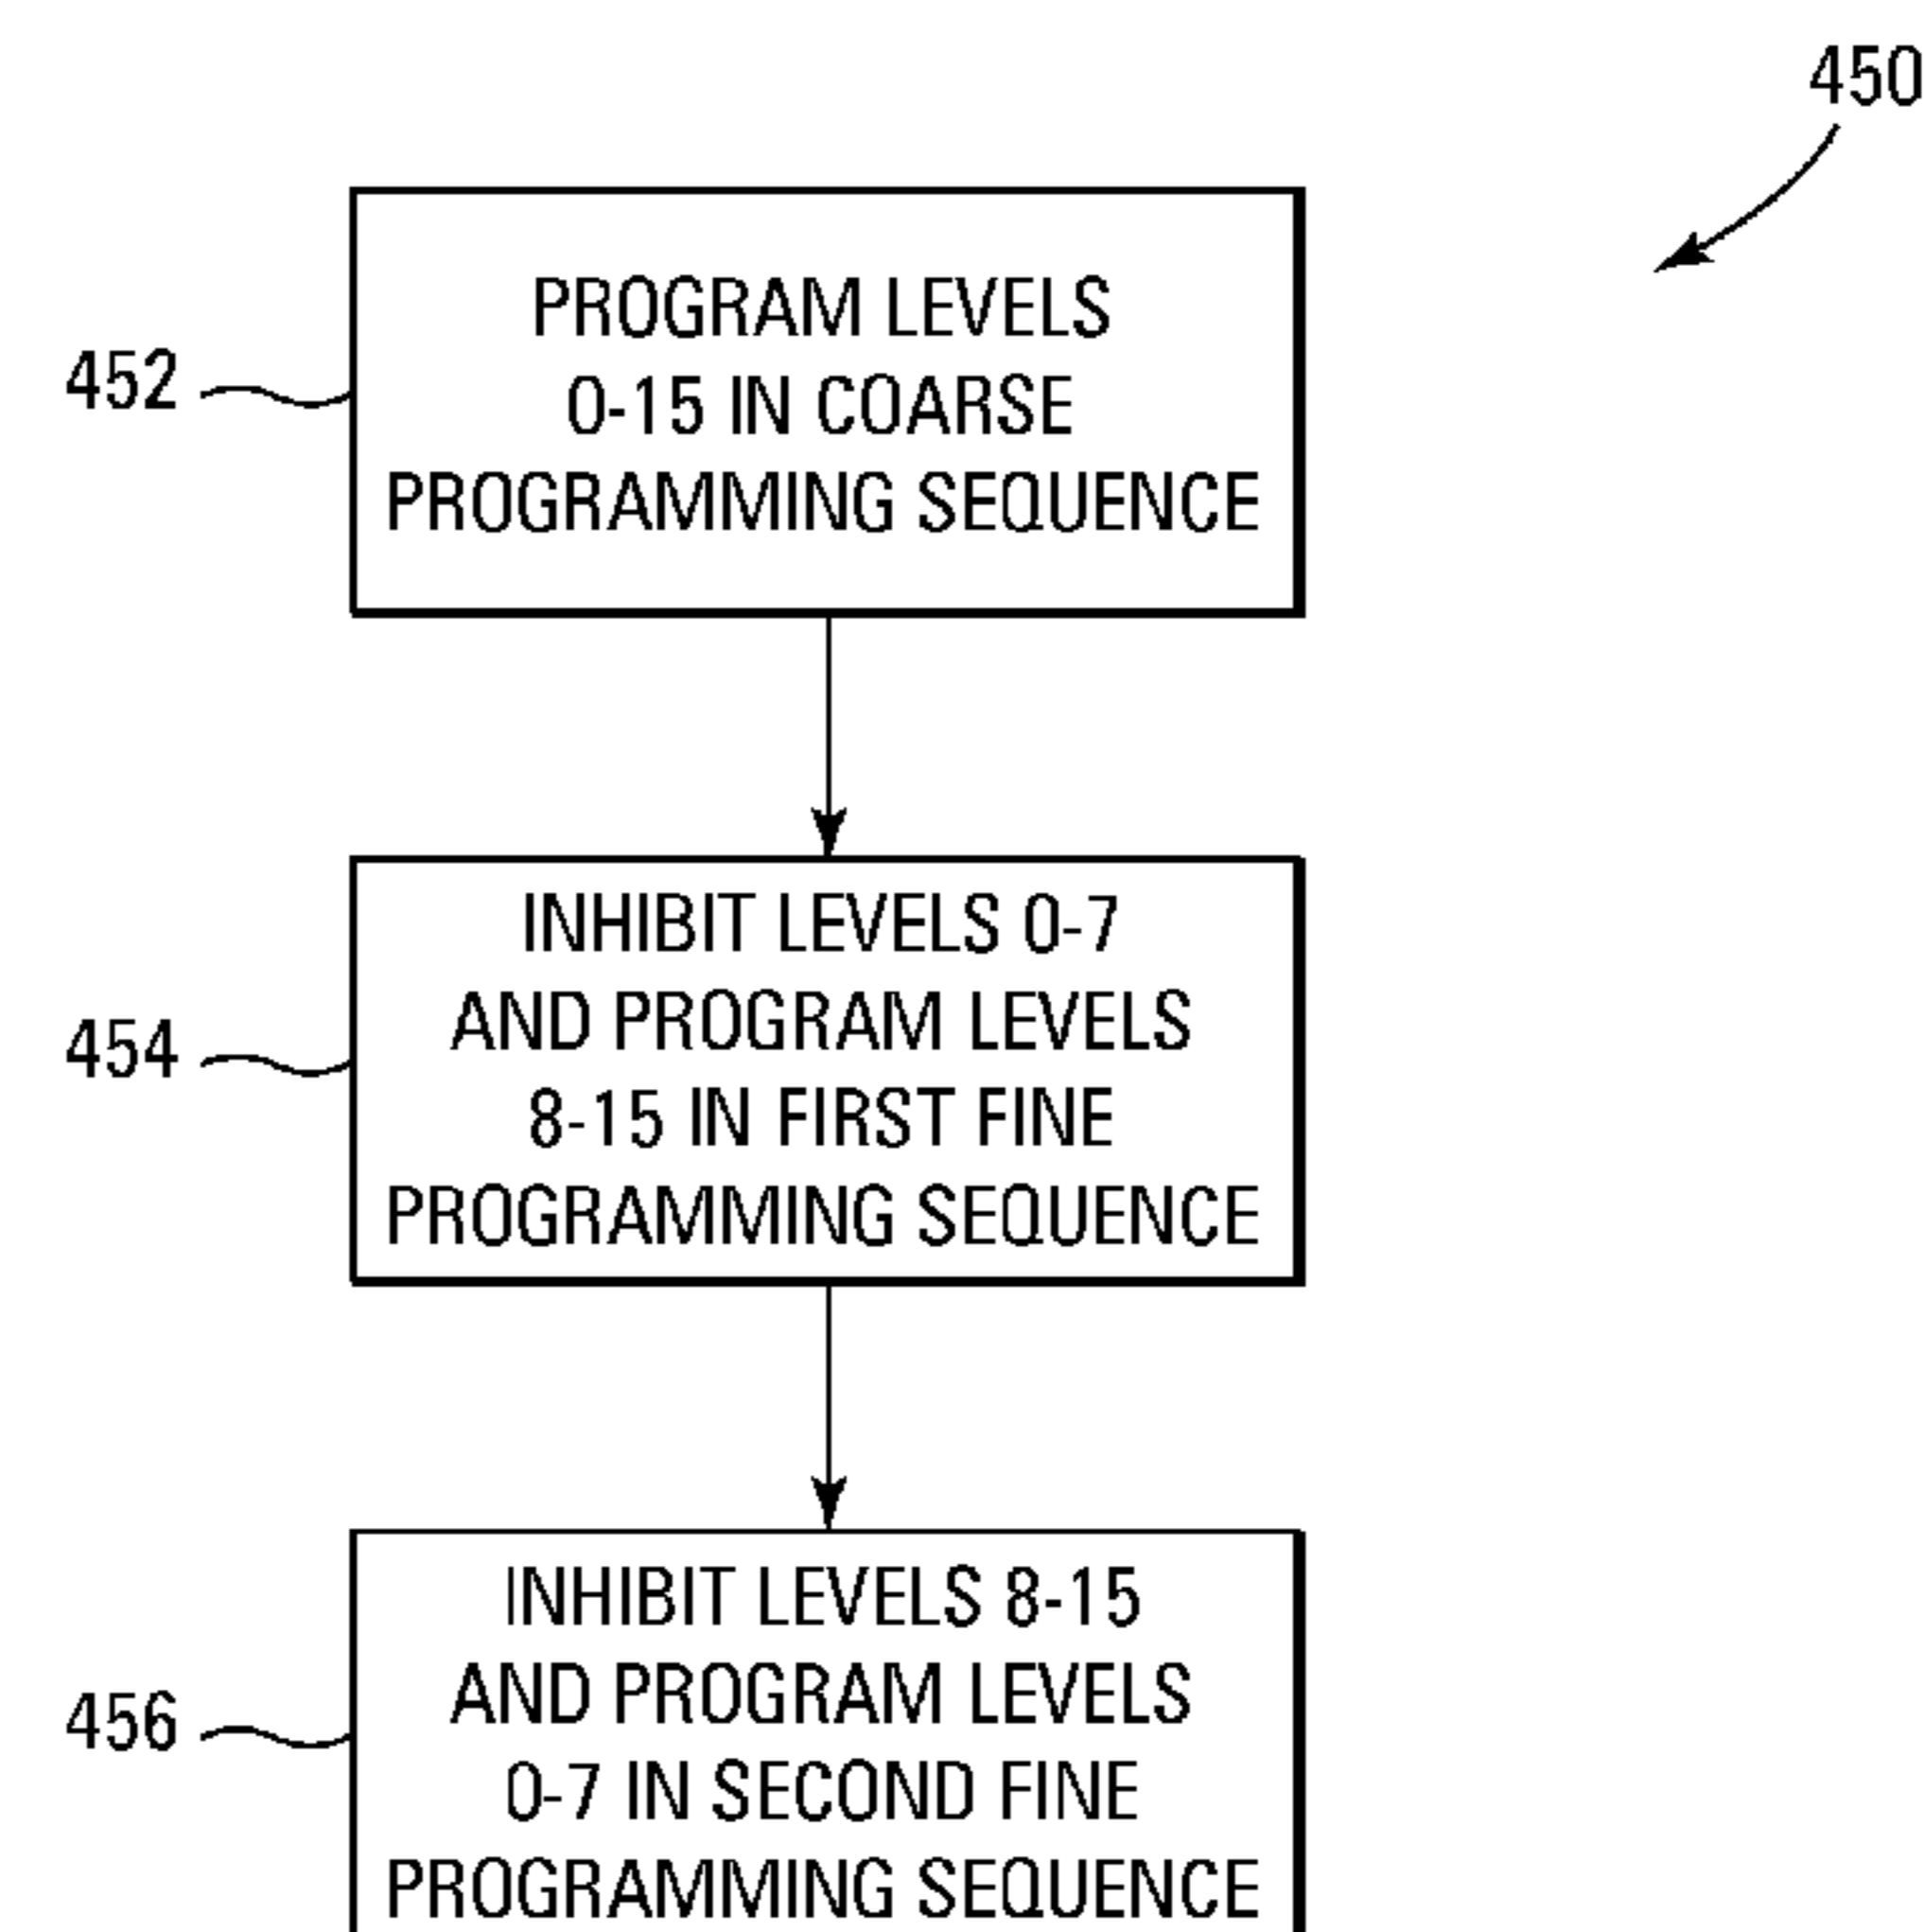 450
452
PROGRAM LEVELS
0-15 IN COARSE
PROGRAMMING SEQUENCE
454
INHIBIT LEVELS 0-7
AND PROGRAM LEVELS
8-15 IN FIRST FINE
PROGRAMMING SEQUENCE
456
INHIBIT LEVELS 8-15
AND PROGRAM LEVELS
0-7 IN SECOND FINE
PROGRAMMING SEQUENCE